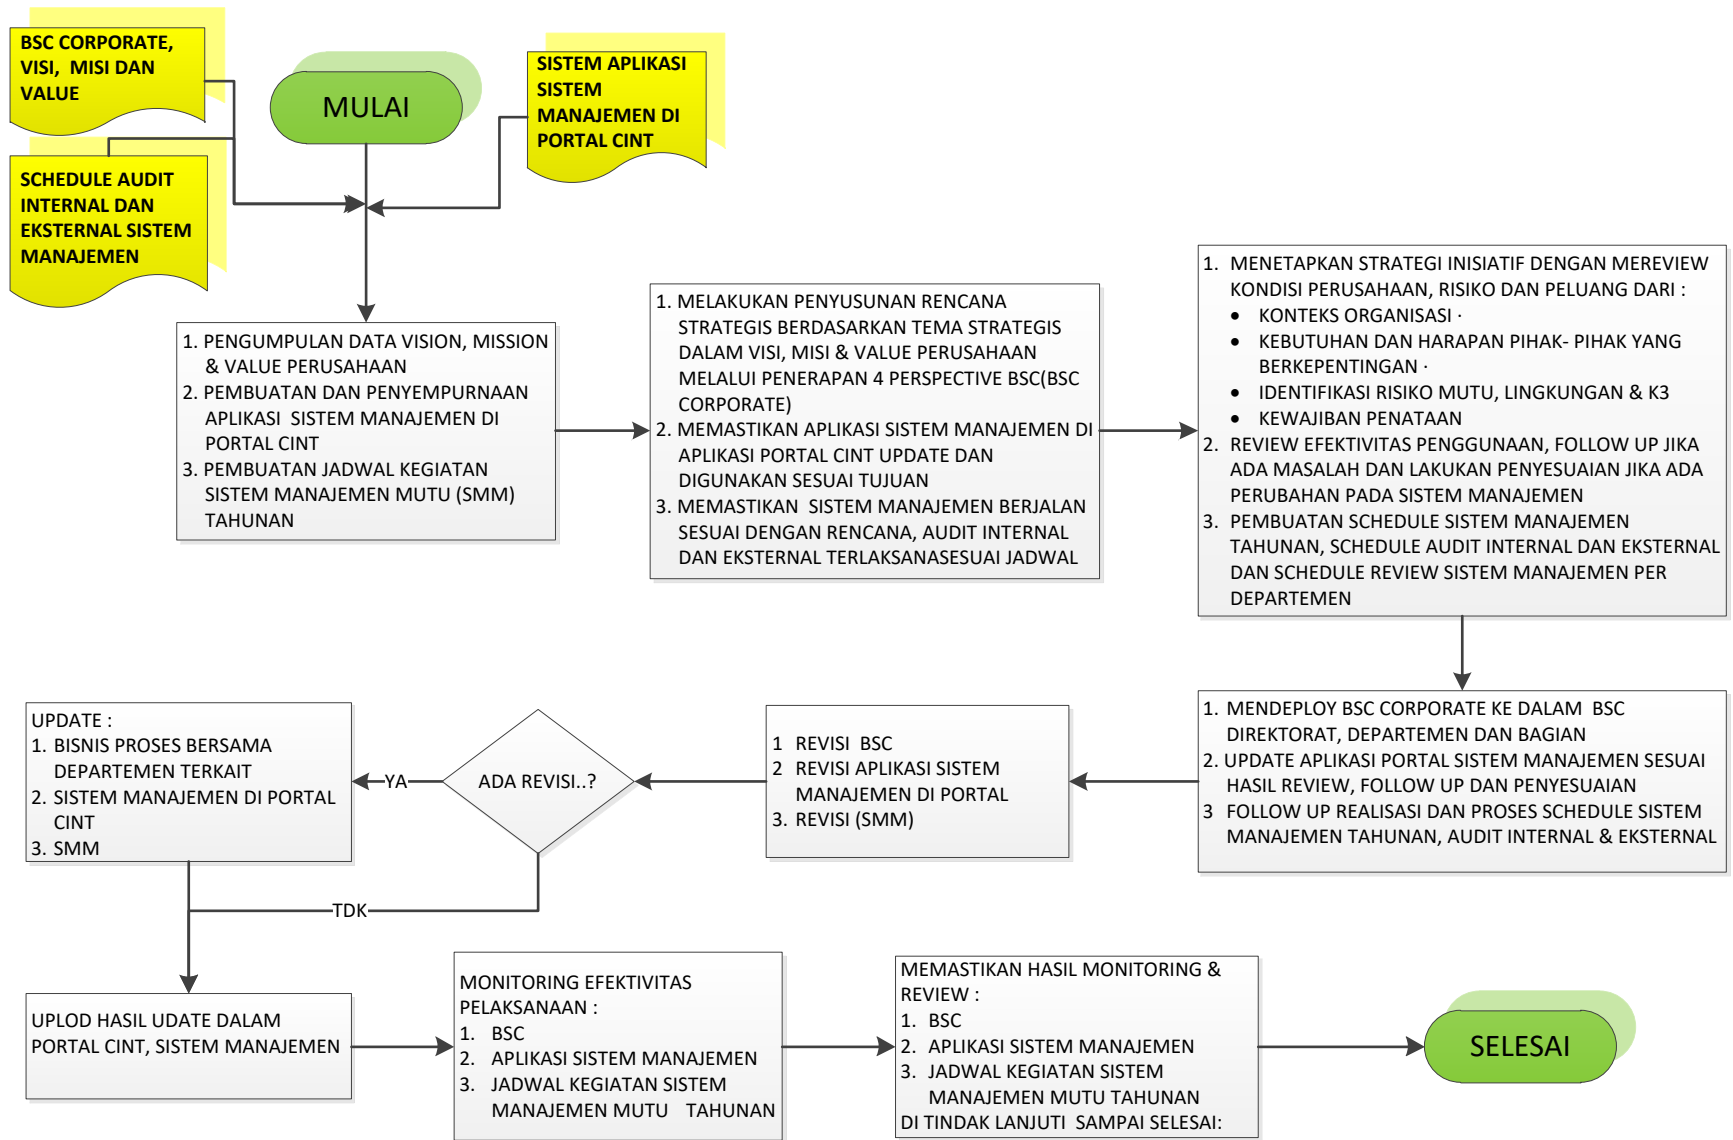 BSC CORPORATE,
VISI, MISI DAN
VALUE
MULAI
SISTEM APLIKASI
SISTEM
MANAJEMEN DI
PORTAL CINT
SCHEDULE AUDIT
INTERNAL DAN
EKSTERNAL SISTEM
MANAJEMEN
1. PENGUMPULAN DATA VISION, MISSION
& VALUE PERUSAHAAN
2. PEMBUATAN DAN PENYEMPURNAAN
APLIKASI SISTEM MANAJEMEN DI
PORTAL CINT
3. PEMBUATAN JADWAL KEGIATAN
SISTEM MANAJEMEN MUTU (SMM)
TAHUNAN
1. MELAKUKAN PENYUSUNAN RENCANA
STRATEGIS BERDASARKAN TEMA STRATEGIS
DALAM VISI, MISI & VALUE PERUSAHAAN
MELALUI PENERAPAN 4 PERSPECTIVE BSC(BSC
CORPORATE)
2. MEMASTIKAN APLIKASI SISTEM MANAJEMEN DI
APLIKASI PORTAL CINT UPDATE DAN
DIGUNAKAN SESUAI TUJUAN
3. MEMASTIKAN SISTEM MANAJEMEN BERJALAN
SESUAI DENGAN RENCANA, AUDIT INTERNAL
DAN EKSTERNAL TERLAKSANASESUAI JADWAL
1. MENETAPKAN STRATEGI INISIATIF DENGAN MEREVIEW
KONDISI PERUSAHAAN, RISIKO DAN PELUANG DARI :
• KONTEKS ORGANISASI ·
• KEBUTUHAN DAN HARAPAN PIHAK- PIHAK YANG
BERKEPENTINGAN ·
• IDENTIFIKASI RISIKO MUTU, LINGKUNGAN & K3
• KEWAJIBAN PENATAAN
2. REVIEW EFEKTIVITAS PENGGUNAAN, FOLLOW UP JIKA
ADA MASALAH DAN LAKUKAN PENYESUAIAN JIKA ADA
PERUBAHAN PADA SISTEM MANAJEMEN
3. PEMBUATAN SCHEDULE SISTEM MANAJEMEN
TAHUNAN, SCHEDULE AUDIT INTERNAL DAN EKSTERNAL
DAN SCHEDULE REVIEW SISTEM MANAJEMEN PER
DEPARTEMEN
1. MENDEPLOY BSC CORPORATE KE DALAM BSC
DIREKTORAT, DEPARTEMEN DAN BAGIAN
2. UPDATE APLIKASI PORTAL SISTEM MANAJEMEN SESUAI
HASIL REVIEW, FOLLOW UP DAN PENYESUAIAN
3 FOLLOW UP REALISASI DAN PROSES SCHEDULE SISTEM
MANAJEMEN TAHUNAN, AUDIT INTERNAL & EKSTERNAL
1 REVISI BSC
2 REVISI APLIKASI SISTEM
MANAJEMEN DI PORTAL
3. REVISI (SMM)
ADA REVISI..?
YA
UPDATE :
1. BISNIS PROSES BERSAMA
DEPARTEMEN TERKAIT
2. SISTEM MANAJEMEN DI PORTAL
CINT
3. SMM
TDK
UPLOD HASIL UDATE DALAM
PORTAL CINT, SISTEM MANAJEMEN
MONITORING EFEKTIVITAS
PELAKSANAAN :
1. BSC
2. APLIKASI SISTEM MANAJEMEN
3. JADWAL KEGIATAN SISTEM
MANAJEMEN MUTU TAHUNAN
MEMASTIKAN HASIL MONITORING &
REVIEW :
1. BSC
2. APLIKASI SISTEM MANAJEMEN
3. JADWAL KEGIATAN SISTEM
MANAJEMEN MUTU TAHUNAN
DI TINDAK LANJUTI SAMPAI SELESAI:
SELESAI